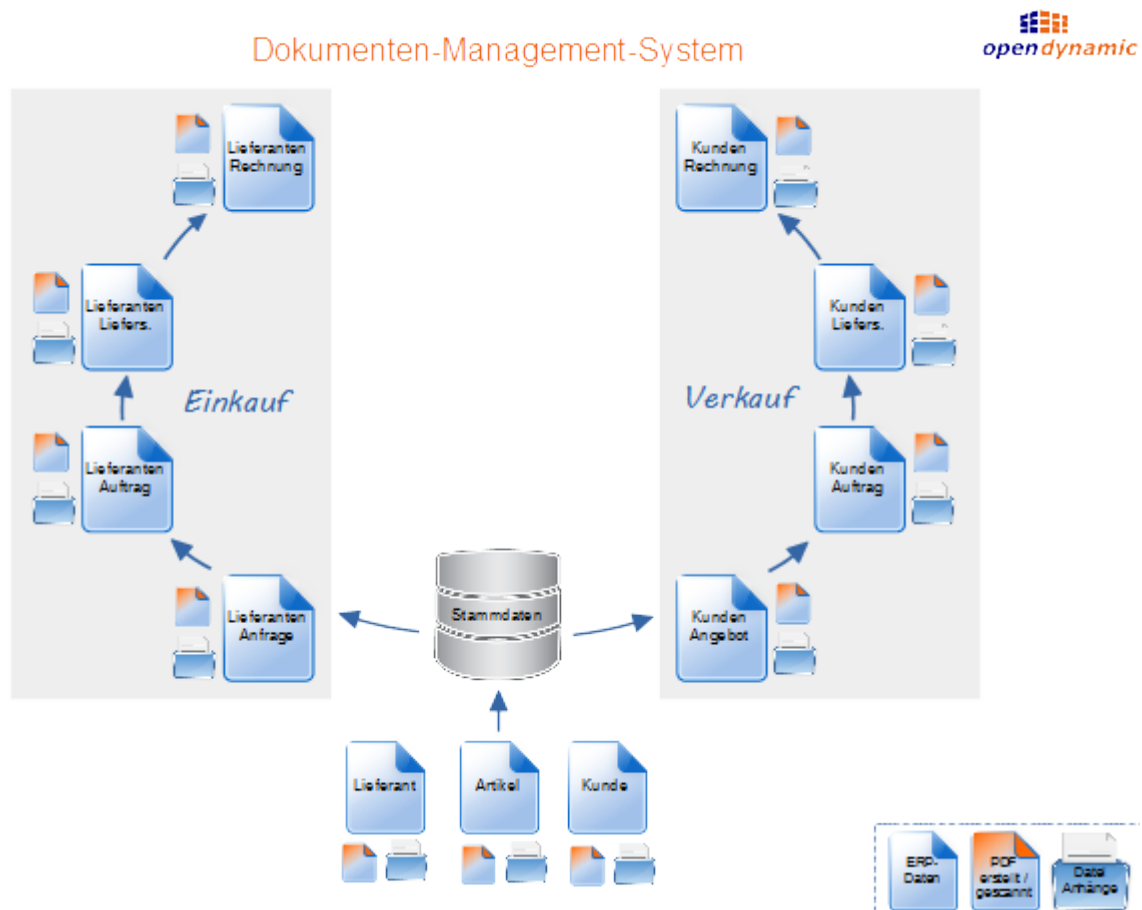 Dokumenten-Management-System
opendynamic
Lieferanten
Rechnung
Lieferanten
Liefers.
Einkauf
Lieferanten
Auftrag
Lieferanten
Anfrage
Kunden
Rechnung
Kunden
Liefers.
Verkauf
Kunden
Auftrag
Kunden
Angebot
Stammdaten
Lieferant
Artikel
Kunde
ERP-
Daten
PDF
erstellt /
gescannt
Datei
Anhänge